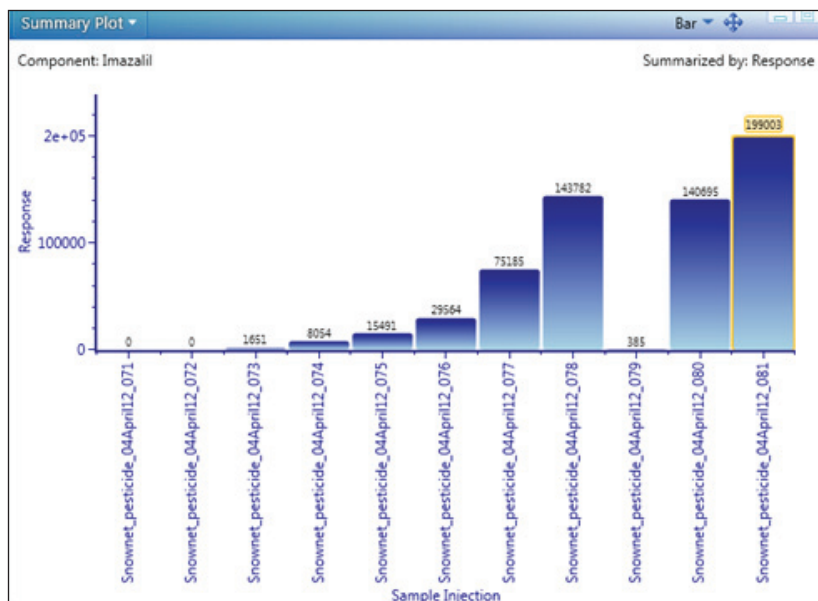 Summary Plot
Bar
Component: Imazalil
Summarized by: Response
199003
2e+05
143782
140695
Response
100000
75185
29564
15491
8054
1651
385
0
0
0
Snownet_pesticide_04April12_071
Snownet_pesticide_04April12_072
Snownet_pesticide_04April12_073
Snownet_pesticide_04April12_074
Snownet_pesticide_04April12_075
Snownet_pesticide_04April12_076
Snownet_pesticide_04April12_077
Snownet_pesticide_04April12_078
Snownet_pesticide_04April12_079
Snownet_pesticide_04April12_080
Snownet_pesticide_04April12_081
Sample Injection